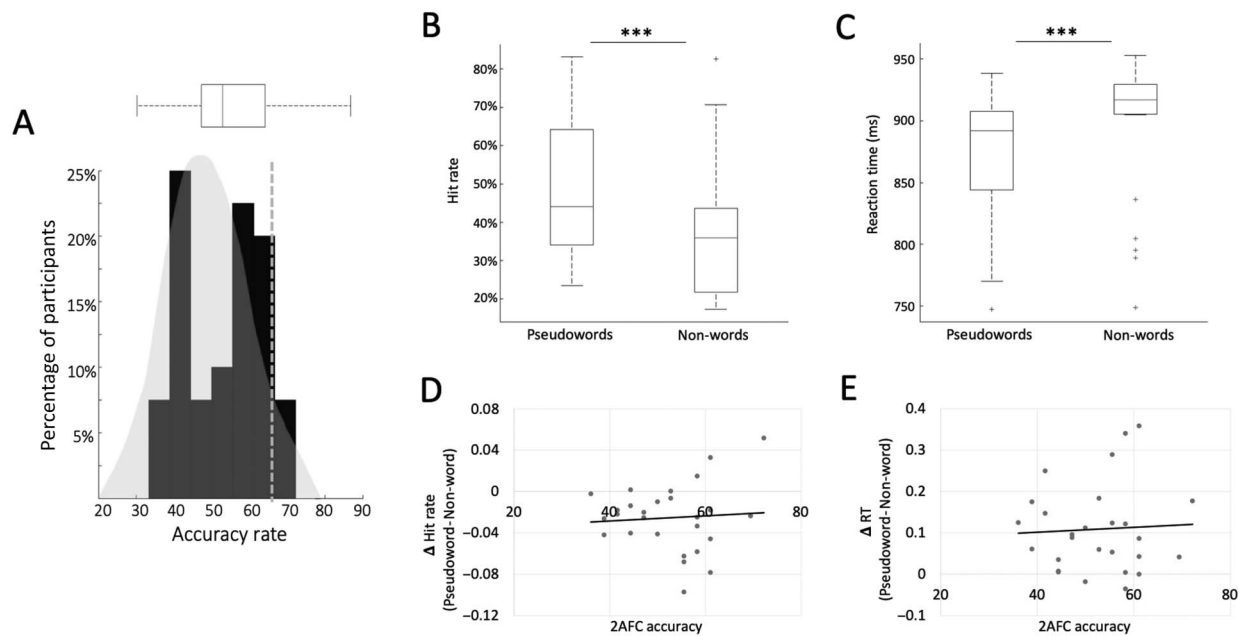 A
25%
20%
15%
10%
5%
Percentage of participants
20 30 40 50 60 70 80 90
Accuracy rate
B
***
80%
70%
60%
50%
40%
30%
20%
Hit rate
Pseudowords Non-words
C
***
950
900
850
800
750
Reaction time (ms)
Pseudowords Non-words
D
0.08
0.04
0
−0.04
−0.08
−0.12
Δ Hit rate
(Pseudoword-Non-word)
20 40 60 80
2AFC accuracy
E
0.4
0.3
0.2
0.1
0
−0.1
Δ RT
(Pseudoword-Non-word)
20 40 60 80
2AFC accuracy